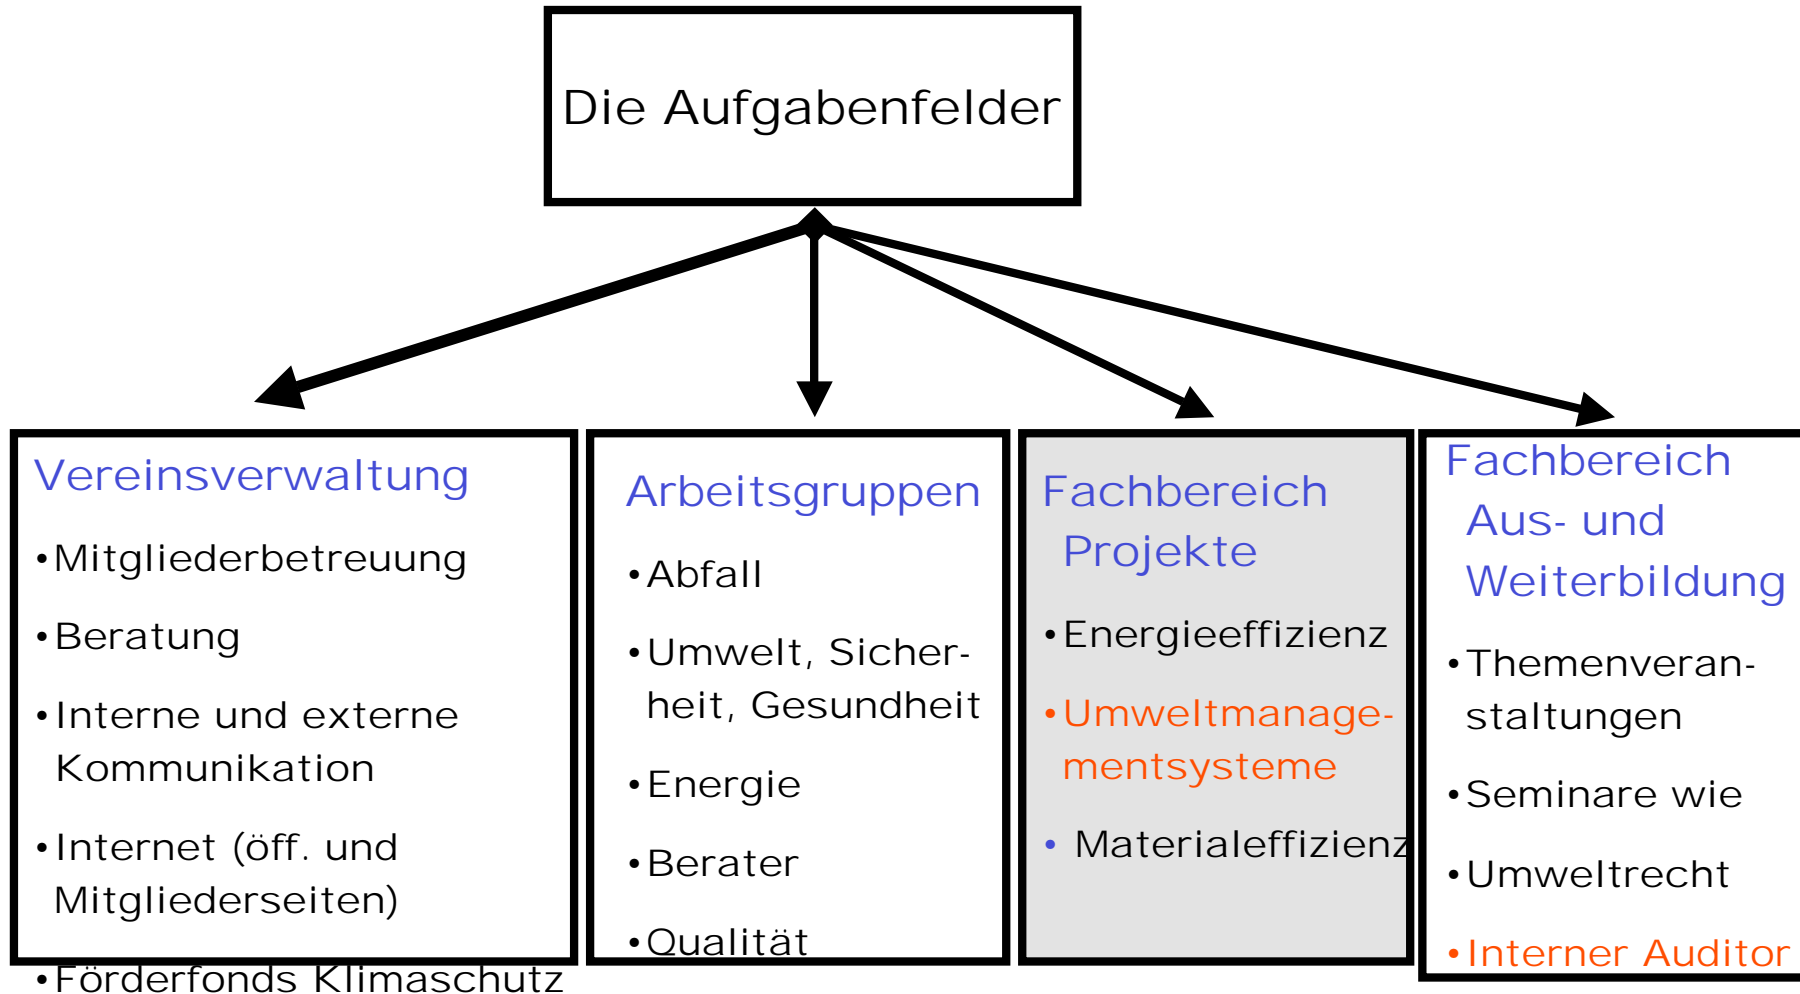 Die Aufgabenfelder
Vereinsverwaltung
•Mitgliederbetreuung
•Beratung
•Interne und externe
Kommunikation
•Internet (öff. und
Mitgliederseiten)
•Förderfonds Klimaschutz
Arbeitsgruppen
•Abfall
•Umwelt, Sicher-
heit, Gesundheit
•Energie
•Berater
•Qualität
Fachbereich
Projekte
•Energieeffizienz
•Umweltmanage-
mentsysteme
• Materialeffizienz
Fachbereich
Aus- und
Weiterbildung
•Themenveran-
staltungen
•Seminare wie
•Umweltrecht
•Interner Auditor